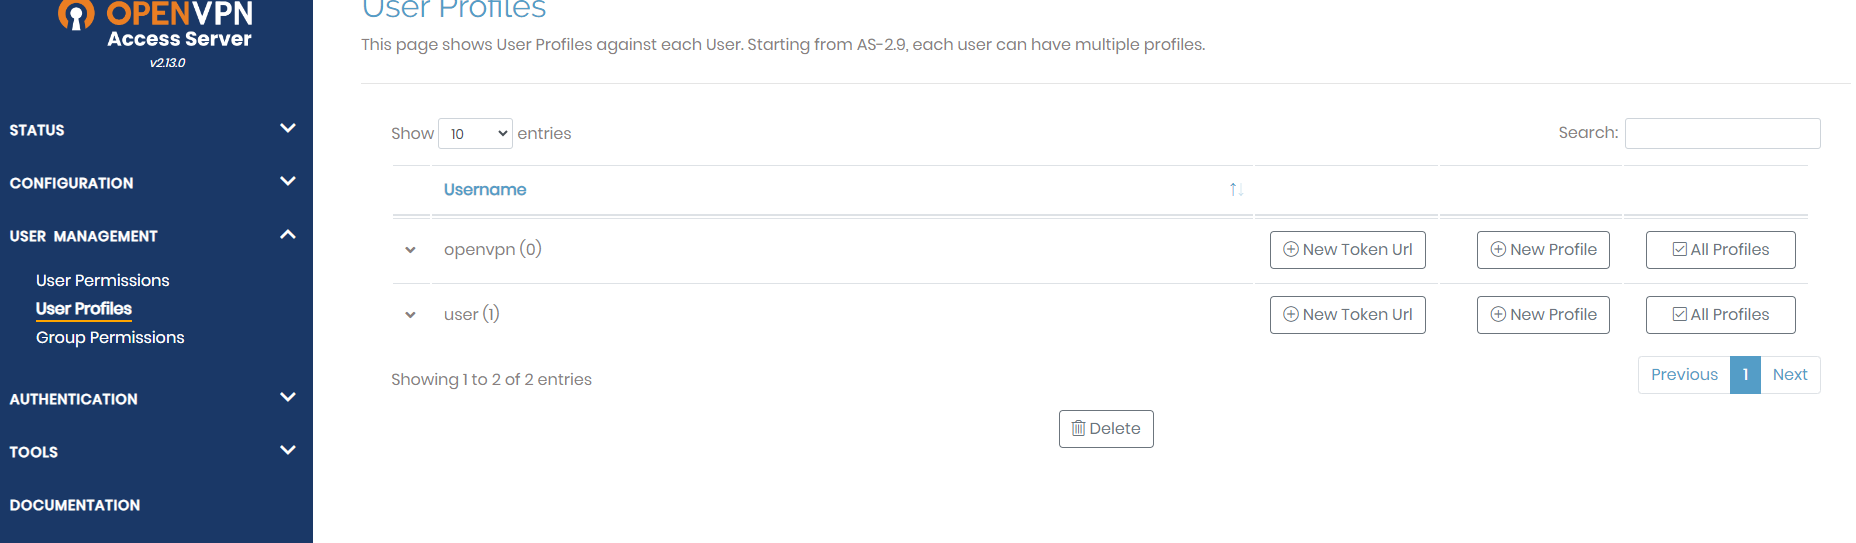 OPENVPN
Access Server
v2.13.0
STATUS
CONFIGURATION
USER MANAGEMENT
User Permissions
User Profiles
Group Permissions
AUTHENTICATION
TOOLS
DOCUMENTATION
User Profiles
This page shows User Profiles against each User. Starting from AS-2.9, each user can have multiple profiles.
Show 10 entries Search:
Username
openvpn (0) New Token Url New Profile All Profiles
user (1) New Token Url New Profile All Profiles
Showing 1 to 2 of 2 entries Previous 1 Next
Delete